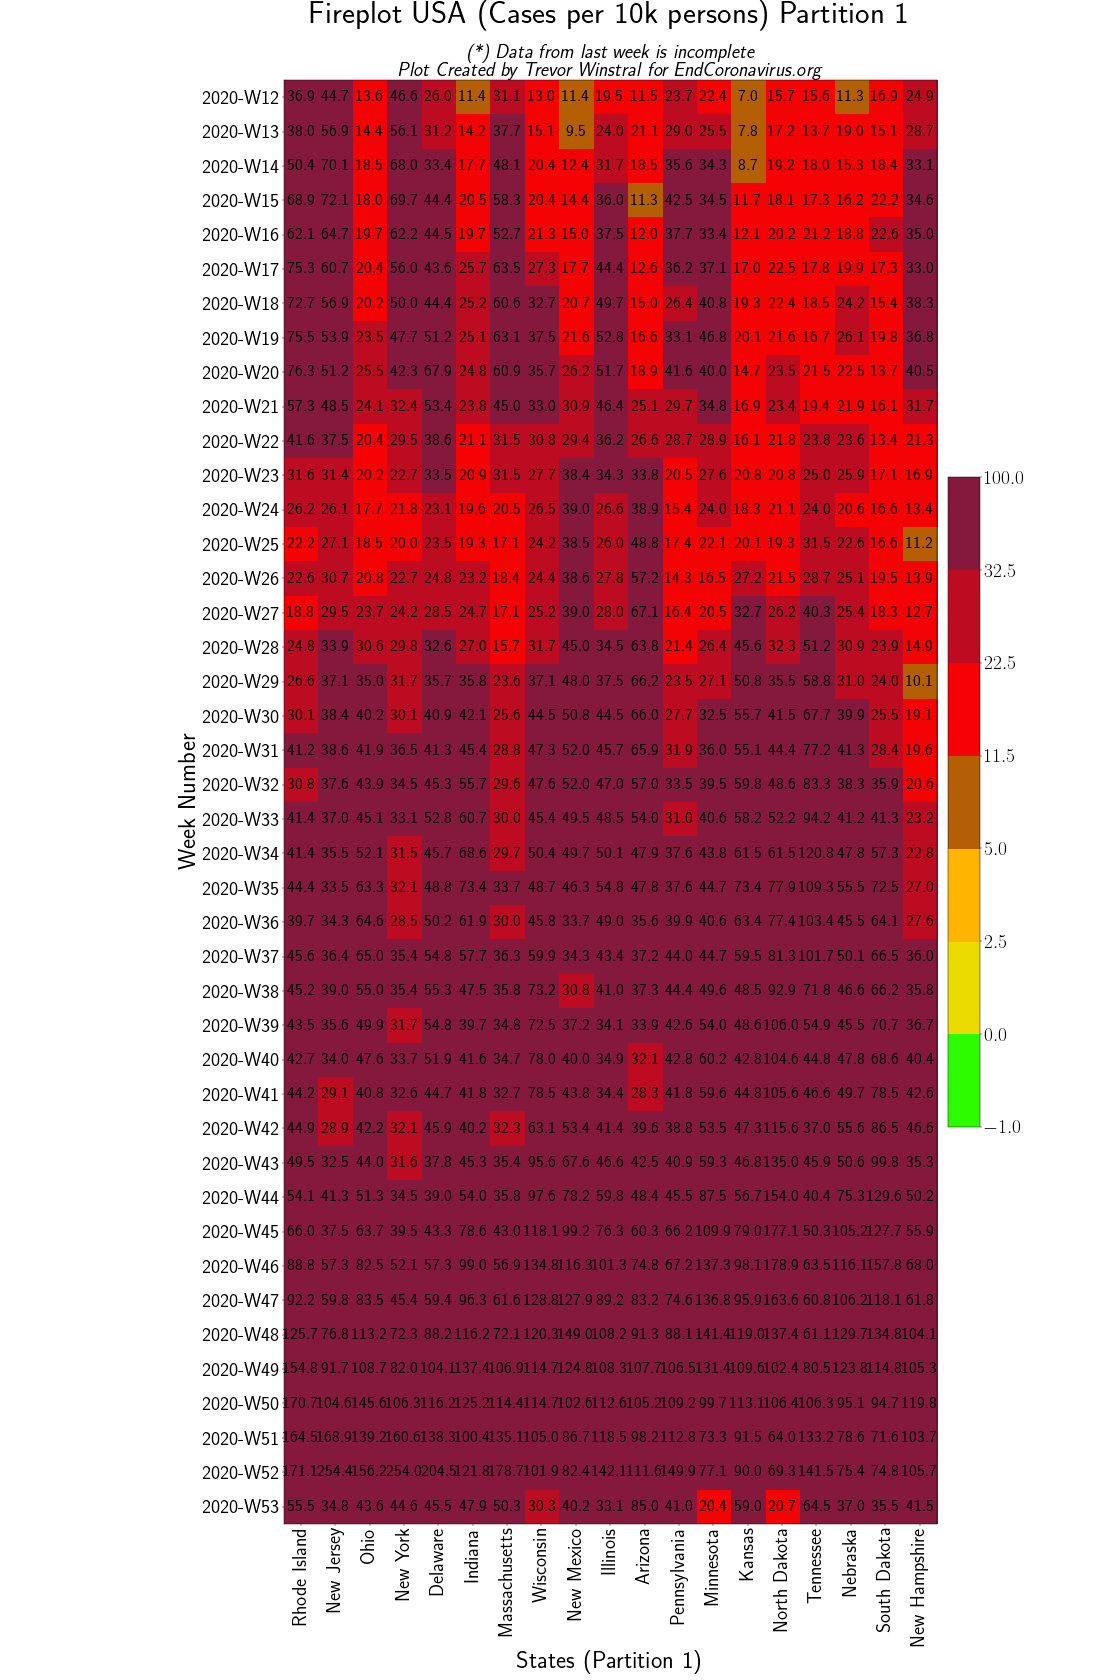 Fireplot USA (Cases per 10k persons) Partition 1
(*) Data from last week is incomplete
Plot Created by Trevor Winstral for EndCoronavirus.org
2020-W12 36.9 44.7 13.6 46.6 26.0 11.4 31.1 13.0 11.4 19.5 11.5 23.7 22.4 7.0 15.7 15.6 11.3 16.9 24.9
2020-W13 38.0 56.9 14.4 56.1 31.2 14.2 37.7 15.1 9.5 24.0 21.1 29.0 25.5 7.8 17.2 13.7 19.0 15.1 28.7
2020-W14 50.4 70.1 18.5 68.0 33.4 17.7 48.1 20.4 12.4 31.7 18.5 35.6 34.3 8.7 19.2 18.0 15.3 18.4 33.1
2020-W15 68.9 72.1 18.0 69.7 44.4 20.5 58.3 20.4 14.4 36.0 11.3 42.5 34.5 11.7 18.1 17.3 16.2 22.2 34.6
2020-W16 62.1 64.7 19.7 62.2 44.5 19.7 52.7 21.3 15.0 37.5 12.0 37.7 33.4 12.1 20.2 21.2 18.8 22.6 35.0
2020-W17 75.3 60.7 20.4 56.0 43.6 25.7 63.5 27.3 17.7 44.4 12.6 36.2 37.1 17.0 22.5 17.8 19.9 17.3 33.0
2020-W18 72.7 56.9 20.2 50.0 44.4 25.2 60.6 32.7 20.7 49.7 15.0 26.4 40.8 19.3 22.4 18.5 24.2 15.4 38.3
2020-W19 75.5 53.9 23.5 47.7 51.2 25.1 63.1 37.5 21.6 52.8 16.6 33.1 46.8 20.1 21.6 16.7 26.1 19.8 36.8
2020-W20 76.3 51.2 25.5 42.3 67.9 24.8 60.9 35.7 26.2 51.7 18.9 41.6 40.0 14.7 23.5 21.5 22.5 13.7 40.5
2020-W21 57.3 48.5 24.1 32.4 53.4 23.8 45.0 33.0 30.9 46.4 25.1 29.7 34.8 16.9 23.4 19.4 21.9 16.1 31.7
2020-W22 41.6 37.5 20.4 29.5 38.6 21.1 31.5 30.8 29.4 36.2 26.6 28.7 28.9 16.1 21.8 23.8 23.6 13.4 21.3
2020-W23 31.6 31.4 20.2 22.7 33.5 20.9 31.5 27.7 38.4 34.3 33.8 20.5 27.6 20.8 20.8 25.0 25.9 17.1 16.9
2020-W24 26.2 26.1 17.7 21.8 23.1 19.6 20.5 26.5 39.0 26.6 38.9 15.4 24.0 18.3 21.1 24.0 20.6 16.6 13.4
2020-W25 22.2 27.1 18.5 20.0 23.5 19.3 17.1 24.2 38.5 26.0 48.8 17.4 22.1 20.1 19.3 31.5 22.6 16.6 11.2
2020-W26 22.6 30.7 20.8 22.7 24.8 23.2 18.4 24.4 38.6 27.8 57.2 14.3 16.5 27.2 21.5 28.7 25.1 19.5 13.9
2020-W27 18.8 29.5 23.7 24.2 28.5 24.7 17.1 25.2 39.0 28.0 67.1 16.4 20.5 32.7 26.2 40.3 25.4 18.3 12.7
2020-W28 24.8 33.9 30.6 29.8 32.6 27.0 15.7 31.7 45.0 34.5 63.8 21.4 26.4 45.6 32.3 51.2 30.9 23.9 14.9
2020-W29 26.6 37.1 35.0 31.7 35.7 35.8 23.6 37.1 48.0 37.5 66.2 23.5 27.1 50.8 35.5 58.8 31.0 24.0 10.1
2020-W30 30.1 38.4 40.2 30.1 40.9 42.1 25.6 44.5 50.8 44.5 66.0 27.7 32.5 55.7 41.5 67.7 39.9 25.5 19.1
2020-W31 41.2 38.6 41.9 36.5 41.3 45.4 28.8 47.3 52.0 45.7 65.9 31.9 36.0 55.1 44.4 77.2 41.3 28.4 19.6
2020-W32 30.8 37.6 43.9 34.5 45.3 55.7 29.6 47.6 52.0 47.0 57.0 33.5 39.5 59.8 48.6 83.3 38.3 35.9 20.6
2020-W33 41.4 37.0 45.1 33.1 52.8 60.7 30.0 45.4 49.5 48.5 54.0 31.0 40.6 58.2 52.2 94.2 41.2 41.3 23.2
2020-W34 41.4 35.5 52.1 31.5 45.7 68.6 29.7 50.4 49.7 50.1 47.9 37.6 43.8 61.5 61.5 120.8 47.8 57.3 22.8
2020-W35 44.4 33.5 63.3 32.1 48.8 73.4 33.7 48.7 46.3 54.8 47.8 37.6 44.7 73.4 77.9 109.3 55.5 72.5 27.0
2020-W36 39.7 34.3 64.6 28.5 50.2 61.9 30.0 45.8 33.7 49.0 35.6 39.9 40.6 63.4 77.4 103.4 45.5 64.1 27.6
2020-W37 45.6 36.4 65.0 35.4 54.8 57.7 36.3 59.9 34.3 43.4 37.2 44.0 44.7 59.5 81.3 101.7 50.1 66.5 36.0
2020-W38 45.2 39.0 55.0 35.4 55.3 47.5 35.8 73.2 30.8 41.0 37.3 44.4 49.6 48.5 92.9 71.8 46.6 66.2 35.8
2020-W39 43.5 35.6 49.9 31.7 54.8 39.7 34.8 72.5 37.2 34.1 33.9 42.6 54.0 48.6 106.0 54.9 45.5 70.7 36.7
2020-W40 42.7 34.0 47.6 33.7 51.9 41.6 34.7 78.0 40.0 34.9 32.1 42.8 60.2 42.8 104.6 44.8 47.8 68.6 40.4
2020-W41 44.2 29.1 40.8 32.6 44.7 41.8 32.7 78.5 43.8 34.4 28.3 41.8 59.6 44.8 105.6 46.6 49.7 78.5 42.6
2020-W42 44.9 28.9 42.2 32.1 45.9 40.2 32.3 63.1 53.4 41.4 39.6 38.8 53.5 47.3 115.6 37.0 55.6 86.5 46.6
2020-W43 49.5 32.5 44.0 31.6 37.8 45.3 35.4 95.6 67.6 46.6 42.5 40.9 59.3 46.8 135.0 45.9 50.6 99.8 35.3
2020-W44 54.1 41.3 51.3 34.5 39.0 54.0 35.8 97.6 78.2 59.8 48.4 45.5 87.5 56.7 154.0 40.4 75.3 129.6 50.2
2020-W45 66.0 37.5 63.7 39.5 43.3 78.6 43.0 118.1 99.2 76.3 60.3 66.2 109.9 79.0 177.1 50.3 105.2 127.7 55.9
2020-W46 88.8 57.3 82.5 52.1 57.3 99.0 56.9 134.8 116.3 101.3 74.8 67.2 137.3 98.1 178.9 63.5 116.1 157.8 68.0
2020-W47 92.2 59.8 83.5 45.4 59.4 96.3 61.6 128.8 127.9 89.2 83.2 74.6 136.8 95.9 163.6 60.8 106.2 118.1 61.8
2020-W48 125.7 76.8 113.2 72.3 88.2 116.2 72.1 120.3 149.0 108.2 91.3 88.1 141.4 119.0 137.4 61.1 129.7 134.8 104.1
2020-W49 154.8 91.7 108.7 82.0 104.1 137.4 106.9 114.7 124.8 108.3 107.7 106.5 131.4 109.6 102.4 80.5 123.8 114.8 105.3
2020-W50 170.7 104.6 145.6 106.3 116.2 125.2 114.4 114.7 102.6 112.6 105.2 109.2 99.7 113.1 106.4 106.3 95.1 94.7 119.8
2020-W51 164.5 168.9 139.2 160.6 138.3 100.4 135.1 105.0 86.7 118.5 98.2 112.8 73.3 91.5 64.0 133.2 78.6 71.6 103.7
2020-W52 171.1 254.4 156.2 254.0 204.5 121.8 178.7 101.9 82.4 142.1 111.6 149.9 77.1 90.0 69.3 141.5 75.4 74.8 105.7
2020-W53 55.5 34.8 43.6 44.6 45.5 47.9 50.3 30.3 40.2 33.1 85.0 41.0 20.4 59.0 20.7 64.5 37.0 35.5 41.5
Week Number
Rhode Island
New Jersey
Ohio
New York
Delaware
Indiana
Massachusetts
Wisconsin
New Mexico
Illinois
Arizona
Pennsylvania
Minnesota
Kansas
North Dakota
Tennessee
Nebraska
South Dakota
New Hampshire
States (Partition 1)
100.0
32.5
22.5
11.5
5.0
2.5
0.0
−1.0